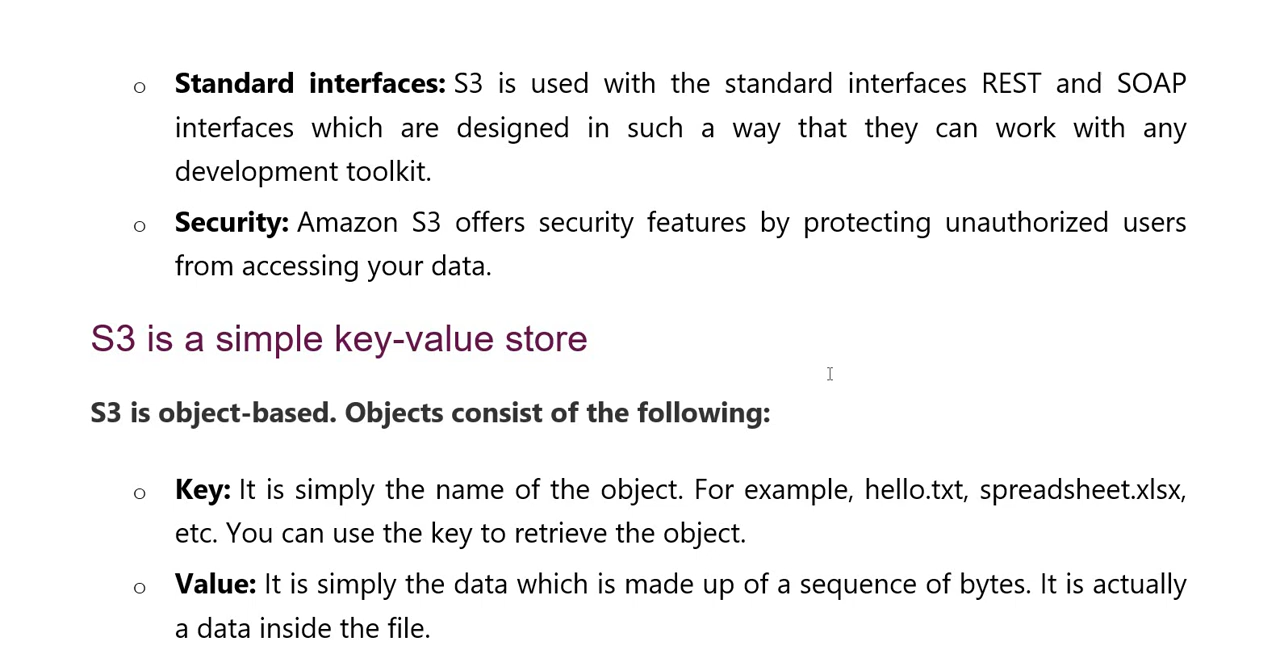 o Standard interfaces: S3 is used with the standard interfaces REST and SOAP
interfaces which are designed in such a way that they can work with any
development toolkit.
o Security: Amazon S3 offers security features by protecting unauthorized users
from accessing your data.
S3 is a simple key-value store
S3 is object-based. Objects consist of the following:
o Key: It is simply the name of the object. For example, hello.txt, spreadsheet.xlsx,
etc. You can use the key to retrieve the object.
o Value: It is simply the data which is made up of a sequence of bytes. It is actually
a data inside the file.